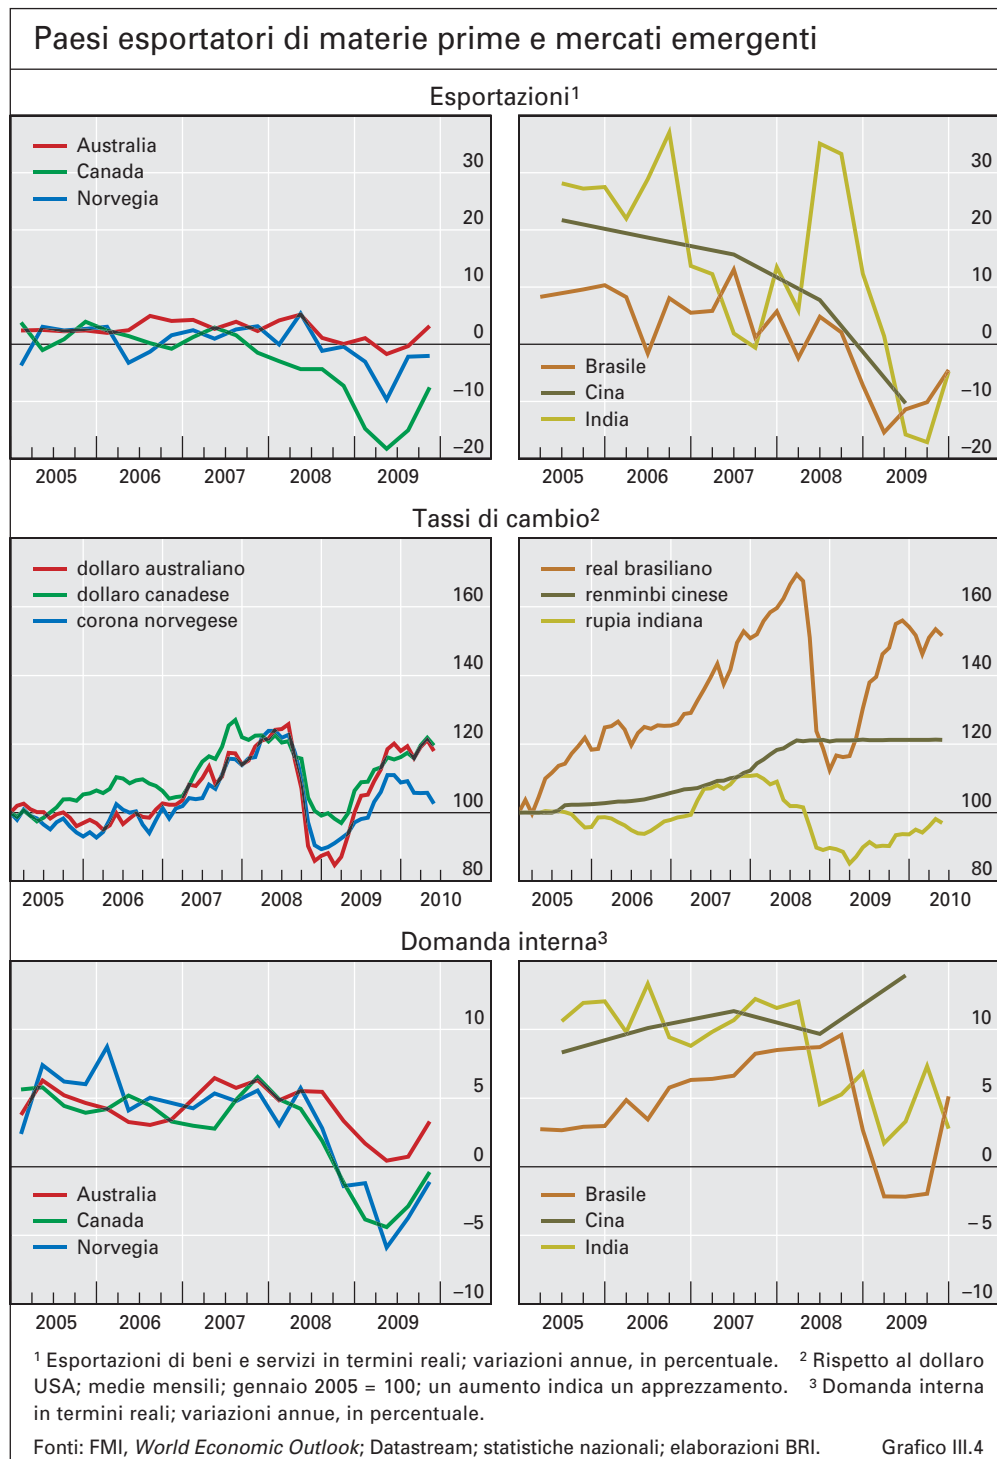 Paesi esportatori di materie prime e mercati emergenti
Esportazioni¹
Australia
Canada
Norvegia
30
20
10
0
–10
–20
2005 2006 2007 2008 2009
Brasile
Cina
India
30
20
10
0
–10
–20
2005 2006 2007 2008 2009
Tassi di cambio²
dollaro australiano
dollaro canadese
corona norvegese
160
140
120
100
80
2005 2006 2007 2008 2009 2010
real brasiliano
renminbi cinese
rupia indiana
160
140
120
100
80
2005 2006 2007 2008 2009 2010
Domanda interna³
Australia
Canada
Norvegia
10
5
0
–5
–10
2005 2006 2007 2008 2009
Brasile
Cina
India
10
5
0
–5
–10
2005 2006 2007 2008 2009
¹ Esportazioni di beni e servizi in termini reali; variazioni annue, in percentuale. ² Rispetto al dollaro
USA; medie mensili; gennaio 2005 = 100; un aumento indica un apprezzamento. ³ Domanda interna
in termini reali; variazioni annue, in percentuale.
Fonti: FMI, World Economic Outlook; Datastream; statistiche nazionali; elaborazioni BRI. Grafico III.4